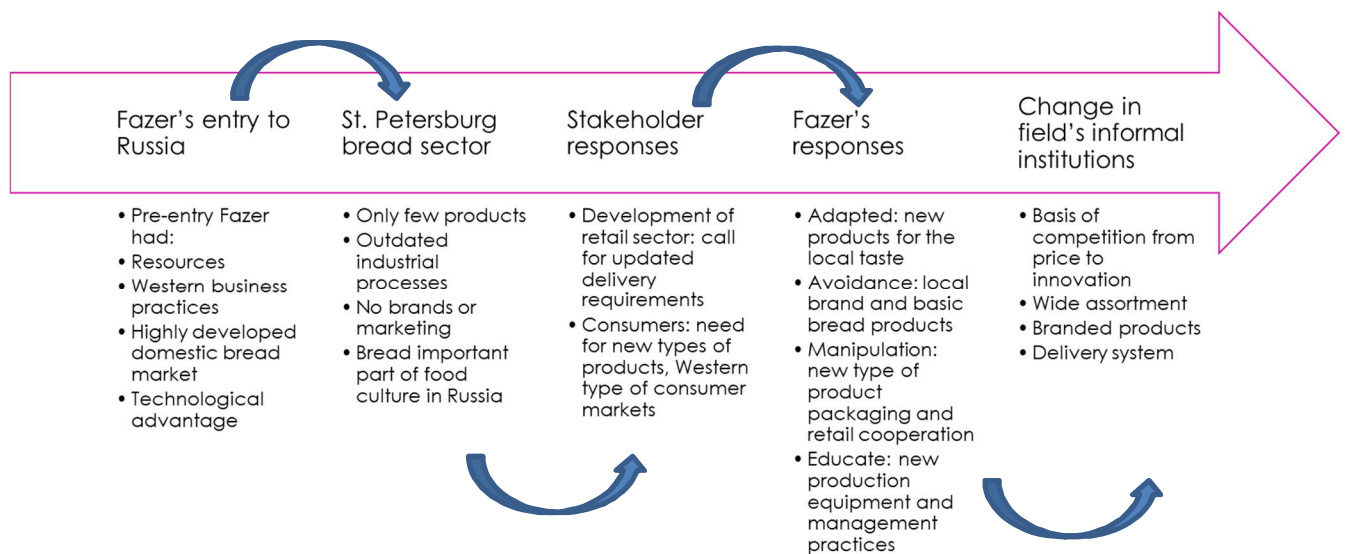 Fazer's entry to
Russia
• Pre-entry Fazer
had:
• Resources
• Western business
practices
• Highly developed
domestic bread
market
• Technological
advantage
St. Petersburg
bread sector
• Only few products
• Outdated
industrial
processes
• No brands or
marketing
• Bread important
part of food
culture in Russia
Stakeholder
responses
• Development of
retail sector: call
for updated
delivery
requirements
• Consumers: need
for new types of
products, Western
type of consumer
markets
Fazer's
responses
• Adapted: new
products for the
local taste
• Avoidance: local
brand and basic
bread products
• Manipulation:
new type of
product
packaging and
retail cooperation
• Educate: new
production
equipment and
management
practices
Change in
field's informal
institutions
• Basis of
competition from
price to
innovation
• Wide assortment
• Branded products
• Delivery system